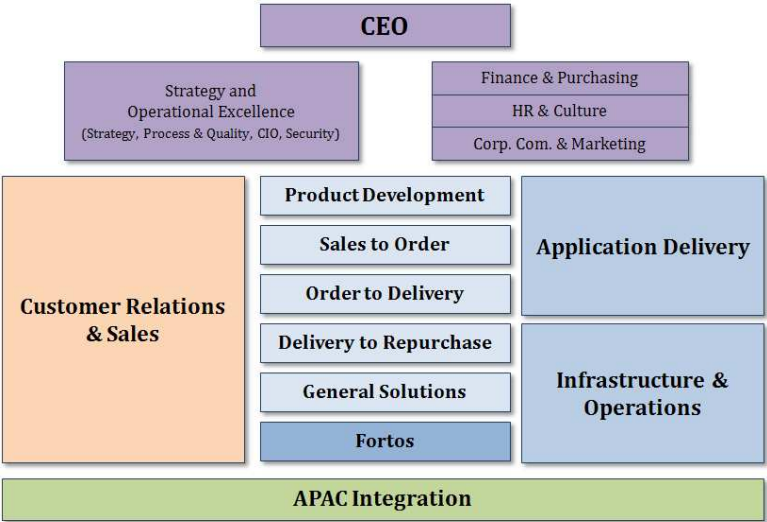 CEO
Strategy and
Operational Excellence
(Strategy, Process & Quality, CIO, Security)
Finance & Purchasing
HR & Culture
Corp. Com. & Marketing
Customer Relations
& Sales
Product Development
Sales to Order
Order to Delivery
Delivery to Repurchase
General Solutions
Fortos
Application Delivery
Infrastructure &
Operations
APAC Integration